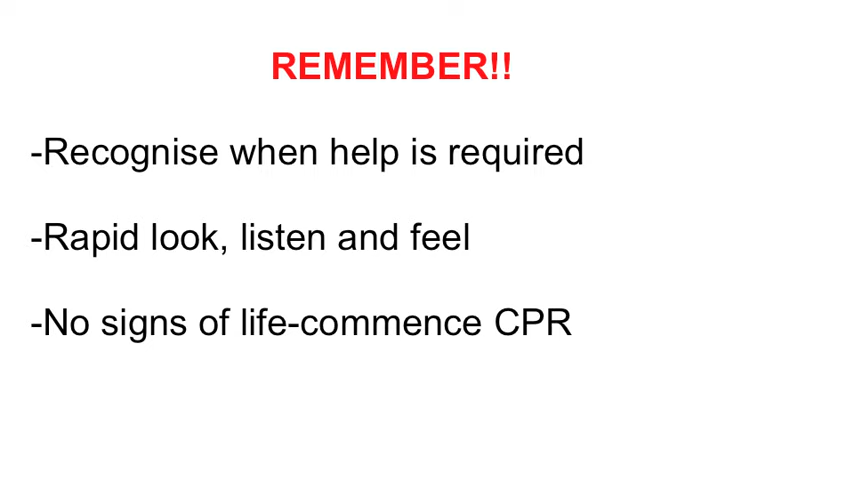 REMEMBER!!
-Recognise when help is required
-Rapid look, listen and feel
-No signs of life-commence CPR